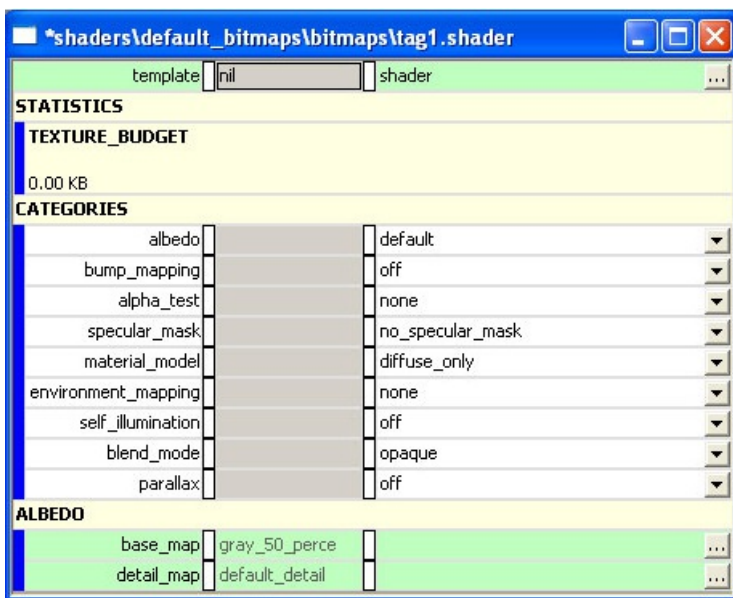 *shaders\default_bitmaps\bitmaps\tag1.shader
template nil shader ...
STATISTICS
TEXTURE_BUDGET
0.00 KB
CATEGORIES
albedo default
bump_mapping off
alpha_test none
specular_mask no_specular_mask
material_model diffuse_only
environment_mapping none
self_illumination off
blend_mode opaque
parallax off
ALBEDO
base_map gray_50_perce ...
detail_map default_detail ...